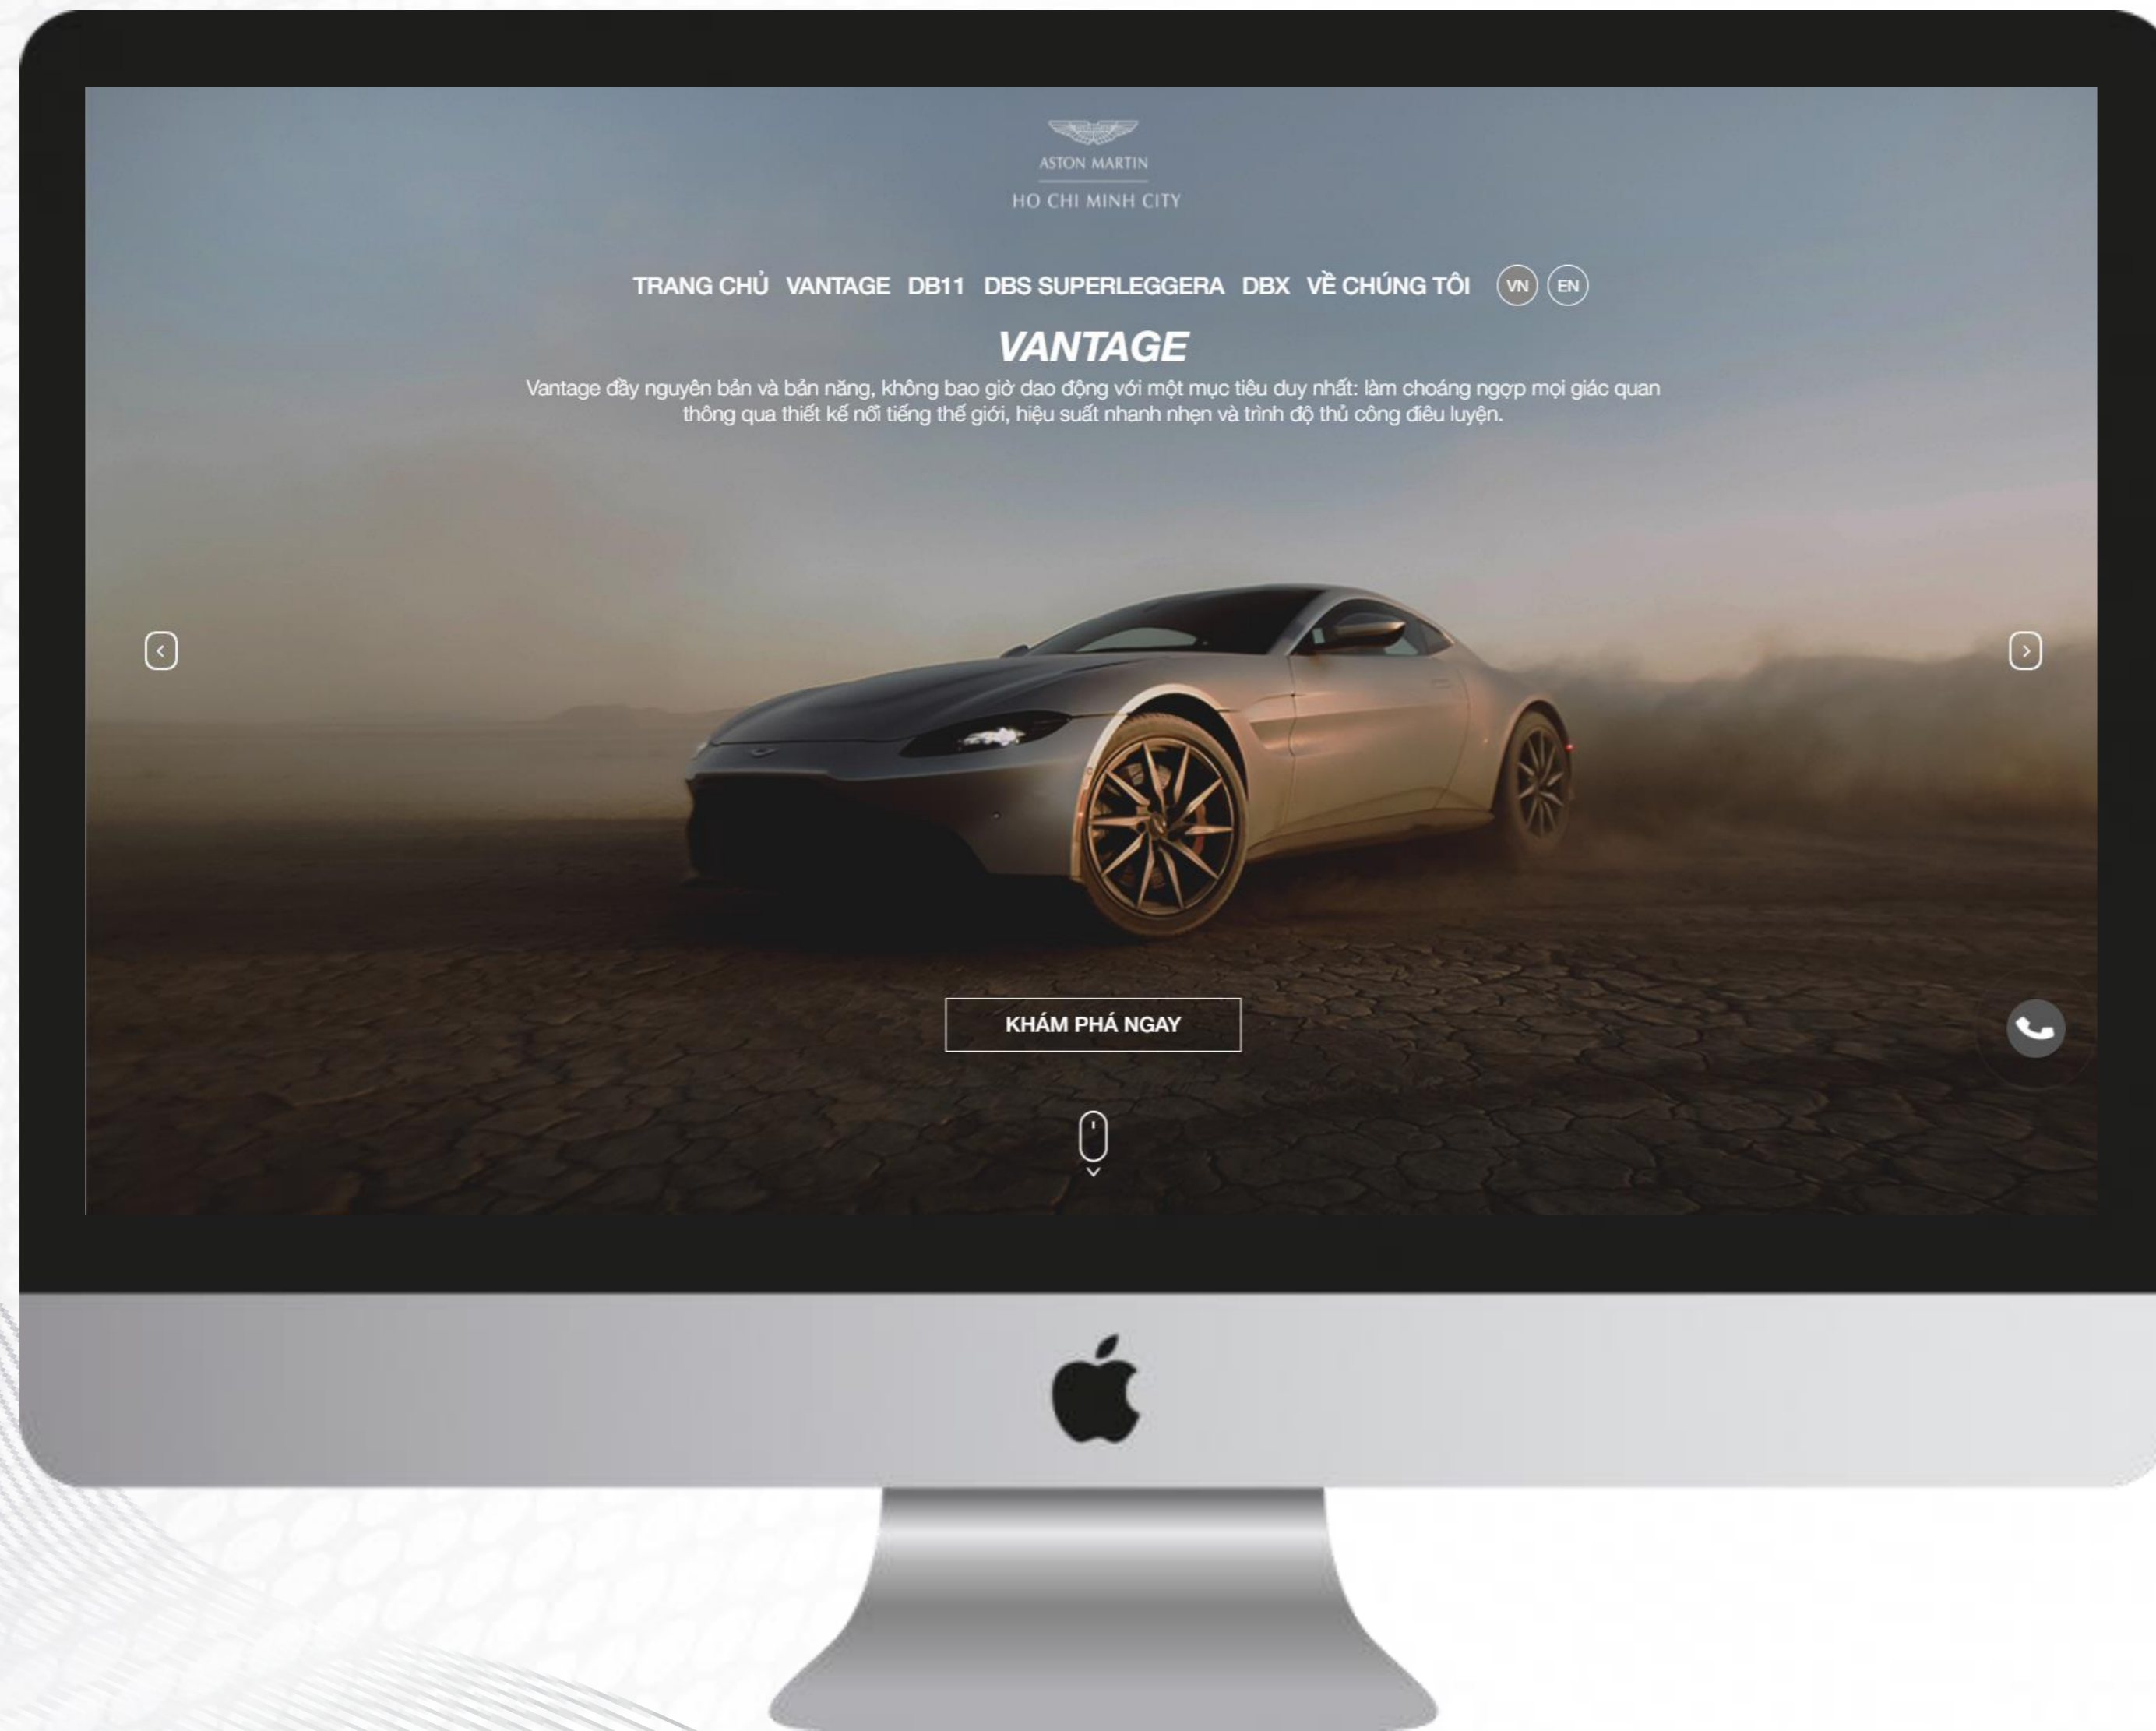 ASTON MARTIN
HO CHI MINH CITY
TRANG CHỦ VANTAGE DB11 DBS SUPERLEGGERA DBX VỀ CHÚNG TÔI VN EN
VANTAGE
Vantage đầy nguyên bản và bản năng, không bao giờ dao động với một mục tiêu duy nhất: làm choáng ngợp mọi giác quan
thông qua thiết kế nổi tiếng thế giới, hiệu suất nhanh nhẹn và trình độ thủ công điêu luyện.
KHÁM PHÁ NGAY